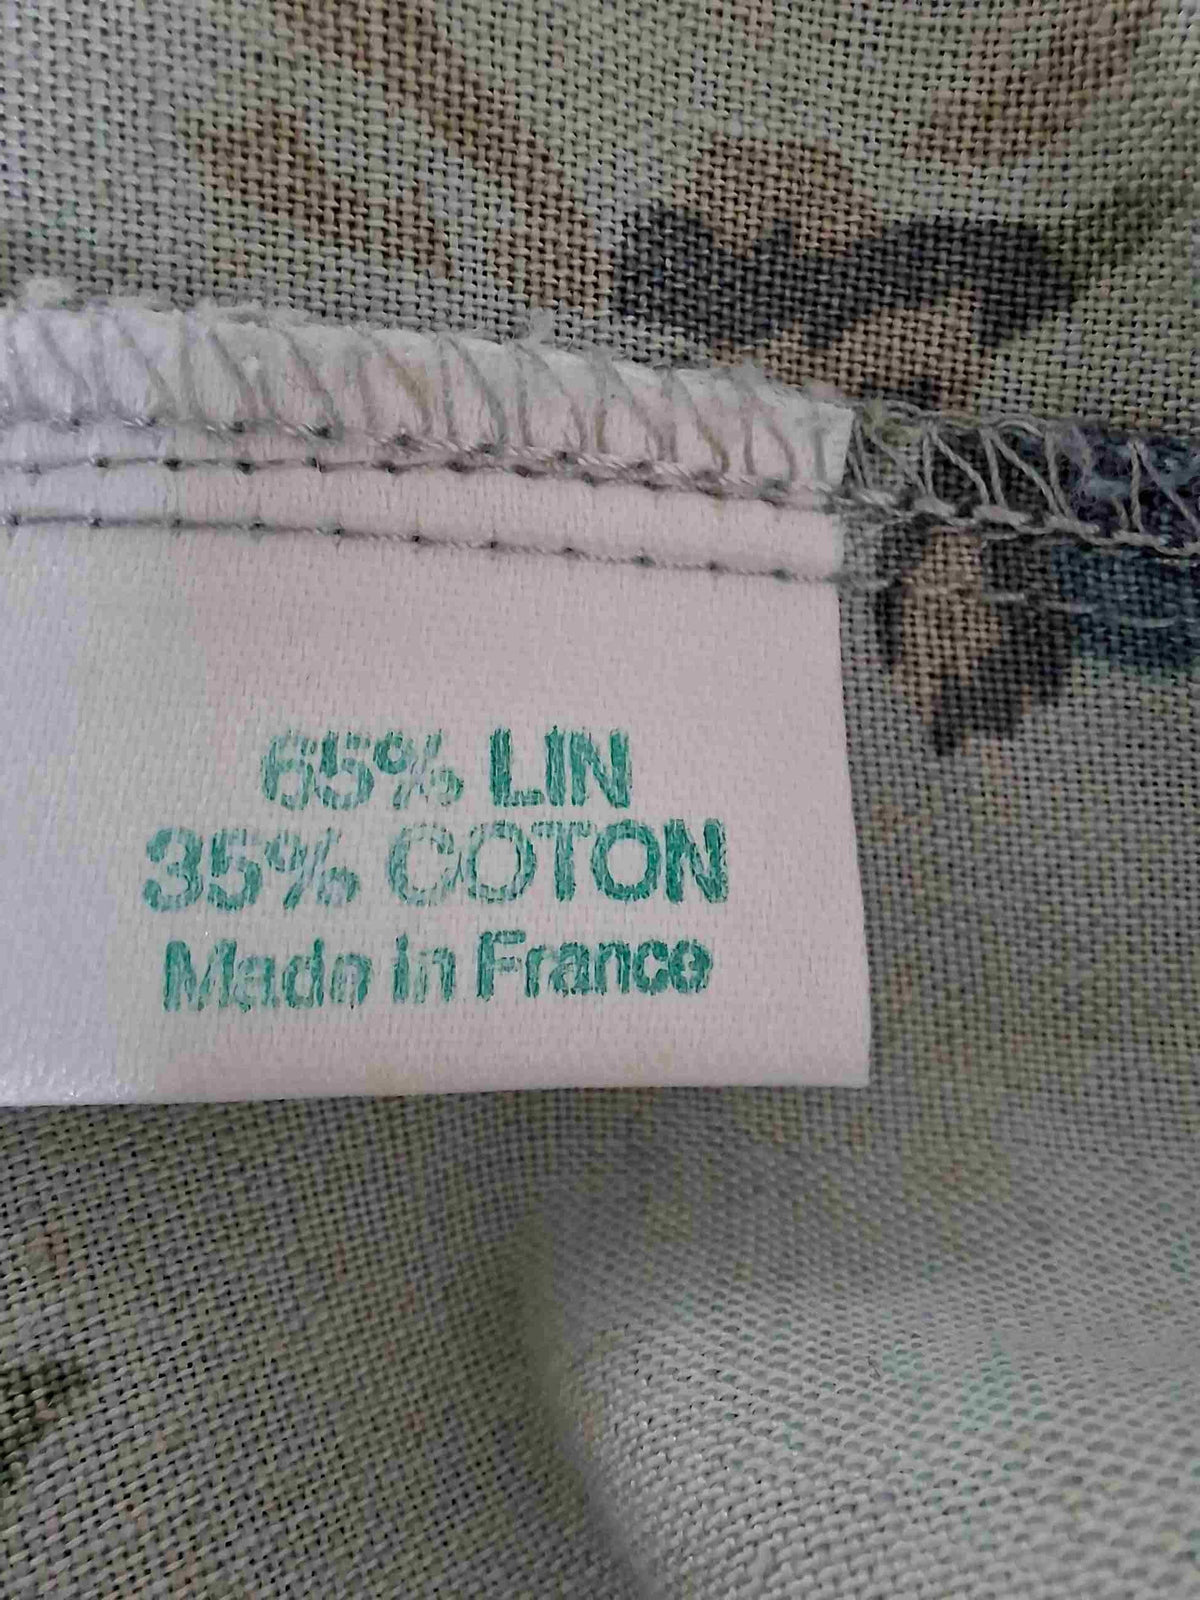 65% LIN
35% COTON
Made in France